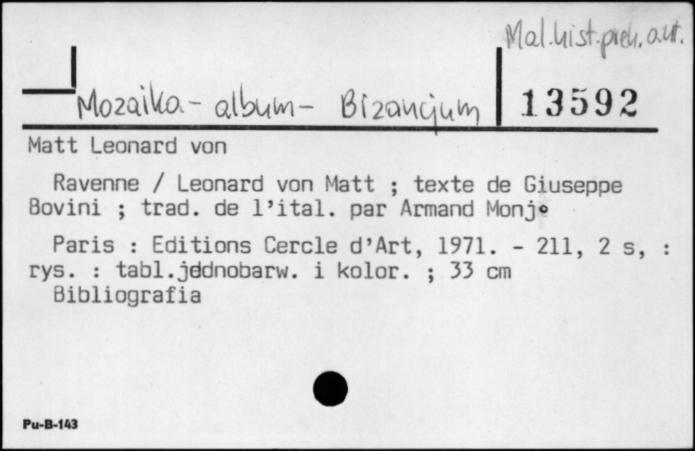 Mal. hist. preh. a.ut.
Mozaika - album - Bizancjum
13592
Matt Leonard von
Ravenne / Leonard von Matt ; texte de Giuseppe
Bovini ; trad. de l'ital. par Armand Monjo
Paris : Editions Cercle d'Art, 1971. - 211, 2 s, :
rys. : tabl.jednobarw. i kolor. ; 33 cm
Bibliografia
Pu-B-143